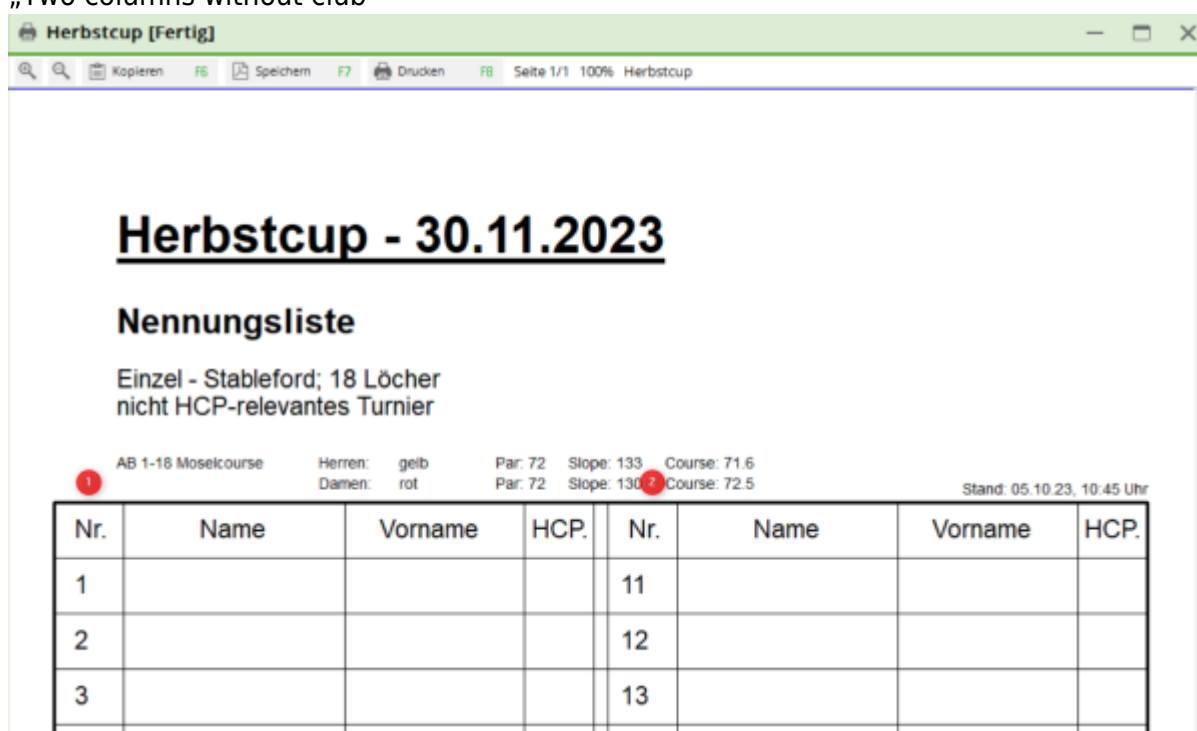 „Two columns without club
Herbstcup [Fertig]
Kopieren F6 Speichern F7 Drucken F8 Seite 1/1 100% Herbstcup
Herbstcup - 30.11.2023
Nennungsliste
Einzel - Stableford; 18 Löcher
nicht HCP-relevantes Turnier
AB 1-18 Moselcourse Herren: gelb Par: 72 Slope: 133 Course: 71.6
1 Damen: rot Par: 72 Slope: 130 2 Course: 72.5
Stand: 05.10.23, 10:45 Uhr
Nr. Name Vorname HCP. Nr. Name Vorname HCP.
1 11
2 12
3 13